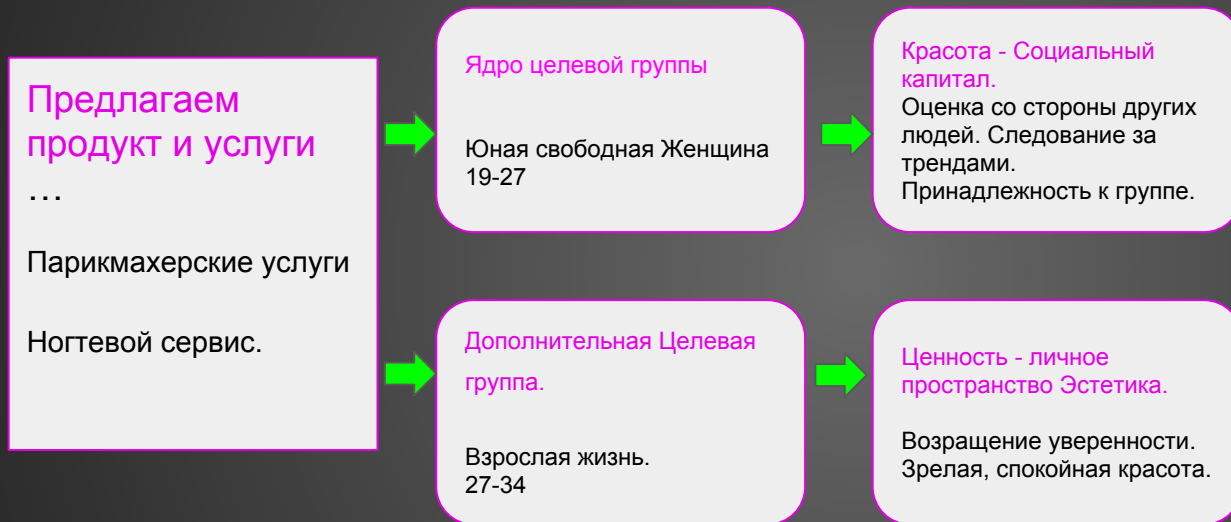 Предлагаем
продукт и услуги
…
Парикмахерские услуги
Ногтевой сервис.
Ядро целевой группы
Юная свободная Женщина
19-27
Красота - Социальный
капитал.
Оценка со стороны других
людей. Следование за
трендами.
Принадлежность к группе.
Дополнительная Целевая
группа.
Взрослая жизнь.
27-34
Ценность - личное
пространство Эстетика.
Возращение уверенности.
Зрелая, спокойная красота.